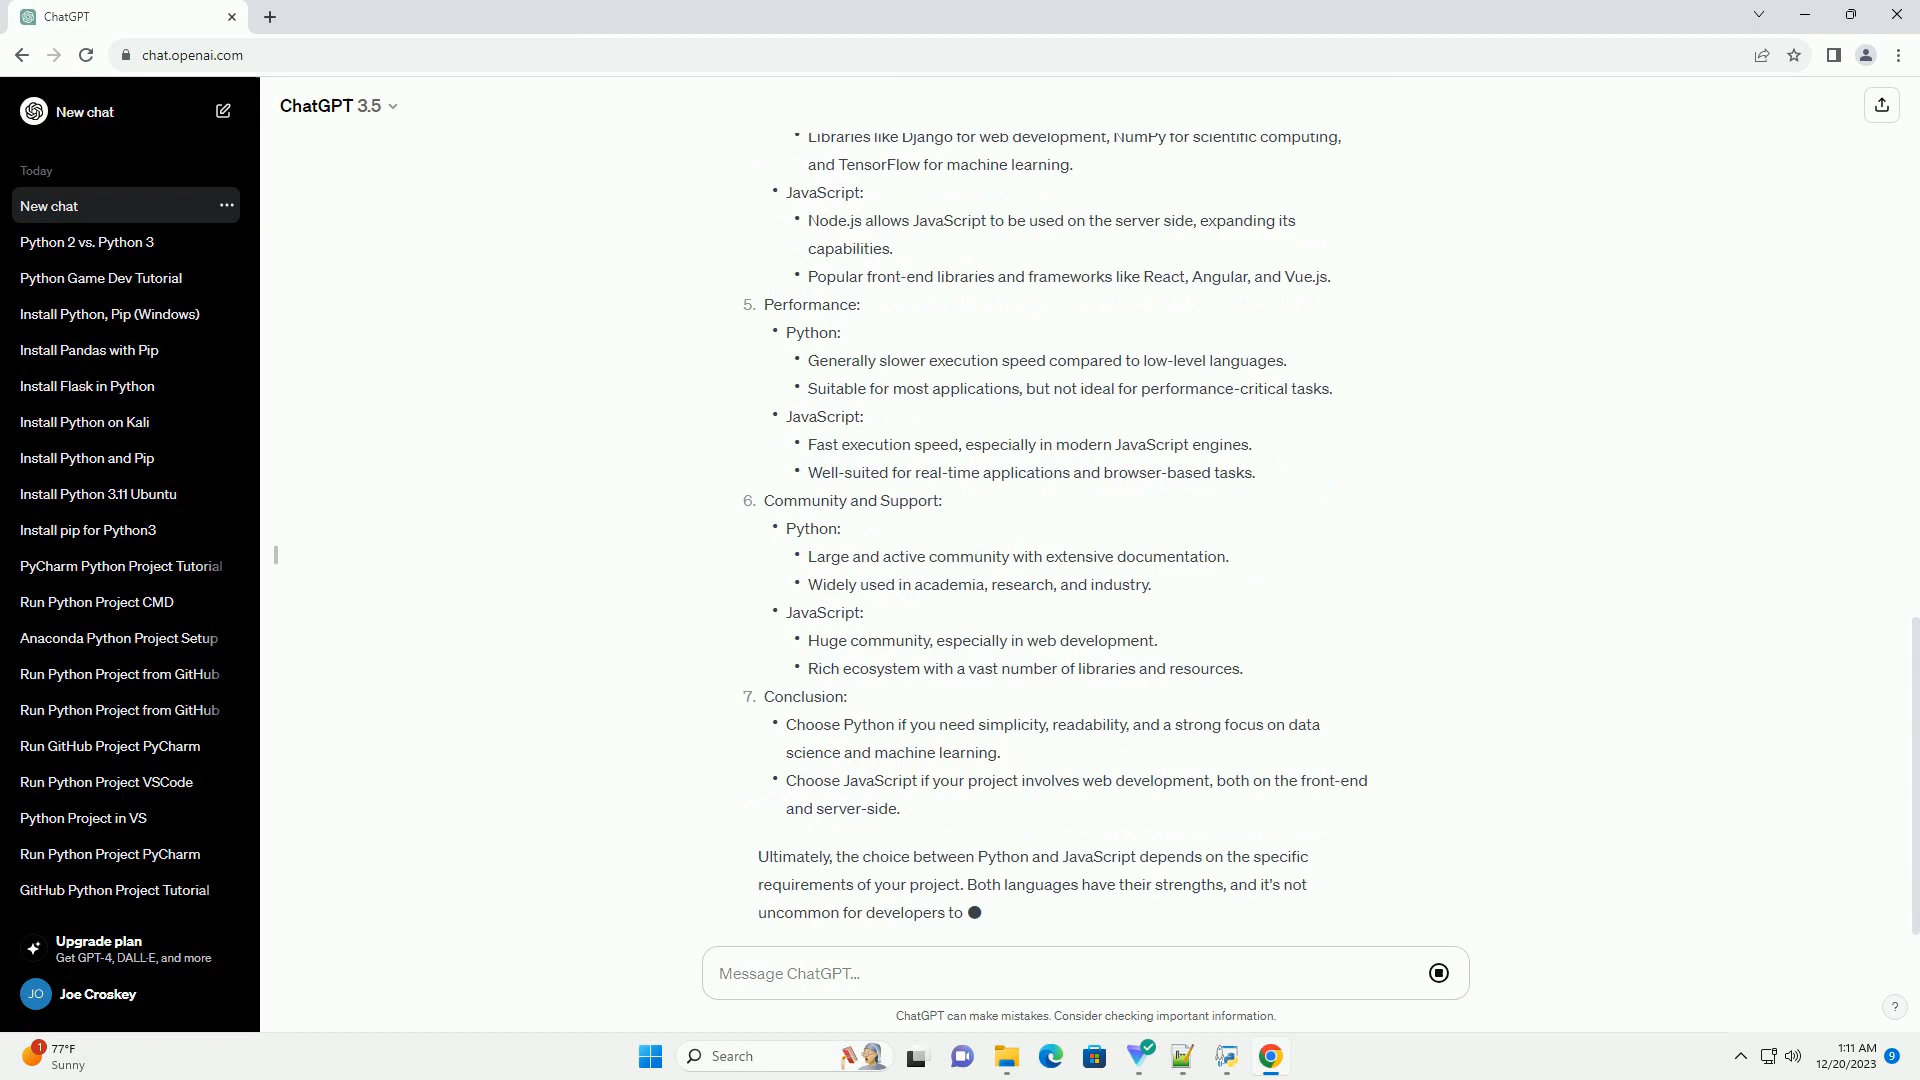 ChatGPT
chat.openai.com
New chat
ChatGPT 3.5
Today
New chat
Python 2 vs. Python 3
Python Game Dev Tutorial
Install Python, Pip (Windows)
Install Pandas with Pip
Install Flask in Python
Install Python on Kali
Install Python and Pip
Install Python 3.11 Ubuntu
Install pip for Python3
PyCharm Python Project Tutorial
Run Python Project CMD
Anaconda Python Project Setup
Run Python Project from GitHub
Run Python Project from GitHub
Run GitHub Project PyCharm
Run Python Project VSCode
Python Project in VS
Run Python Project PyCharm
GitHub Python Project Tutorial
Upgrade plan
Get GPT-4, DALL·E, and more
JO Joe Croskey
• Libraries like Django for web development, NumPy for scientific computing,
and TensorFlow for machine learning.
• JavaScript:
• Node.js allows JavaScript to be used on the server side, expanding its
capabilities.
• Popular front-end libraries and frameworks like React, Angular, and Vue.js.
5. Performance:
• Python:
• Generally slower execution speed compared to low-level languages.
• Suitable for most applications, but not ideal for performance-critical tasks.
• JavaScript:
• Fast execution speed, especially in modern JavaScript engines.
• Well-suited for real-time applications and browser-based tasks.
6. Community and Support:
• Python:
• Large and active community with extensive documentation.
• Widely used in academia, research, and industry.
• JavaScript:
• Huge community, especially in web development.
• Rich ecosystem with a vast number of libraries and resources.
7. Conclusion:
• Choose Python if you need simplicity, readability, and a strong focus on data
science and machine learning.
• Choose JavaScript if your project involves web development, both on the front-end
and server-side.
Ultimately, the choice between Python and JavaScript depends on the specific
requirements of your project. Both languages have their strengths, and it's not
uncommon for developers to
Message ChatGPT...
ChatGPT can make mistakes. Consider checking important information.
?
1
77°F
Sunny
Search
1:11 AM
12/20/2023
9